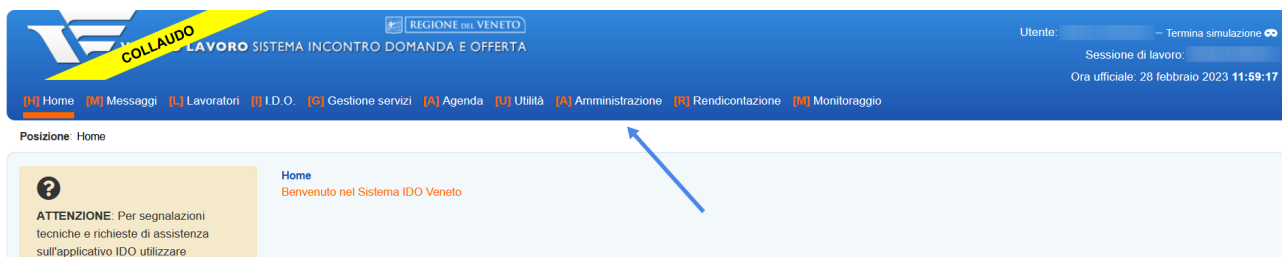 REGIONE DEL VENETO
COLLAUDO
LAVORO SISTEMA INCONTRO DOMANDA E OFFERTA
Utente: – Termina simulazione
Sessione di lavoro:
Ora ufficiale: 28 febbraio 2023 11:59:17
[H] Home [M] Messaggi [L] Lavoratori [I] I.D.O. [G] Gestione servizi [A] Agenda [U] Utilità [A] Amministrazione [R] Rendicontazione [M] Monitoraggio
Posizione: Home
Home
Benvenuto nel Sistema IDO Veneto
ATTENZIONE: Per segnalazioni
tecniche e richieste di assistenza
sull'applicativo IDO utilizzare